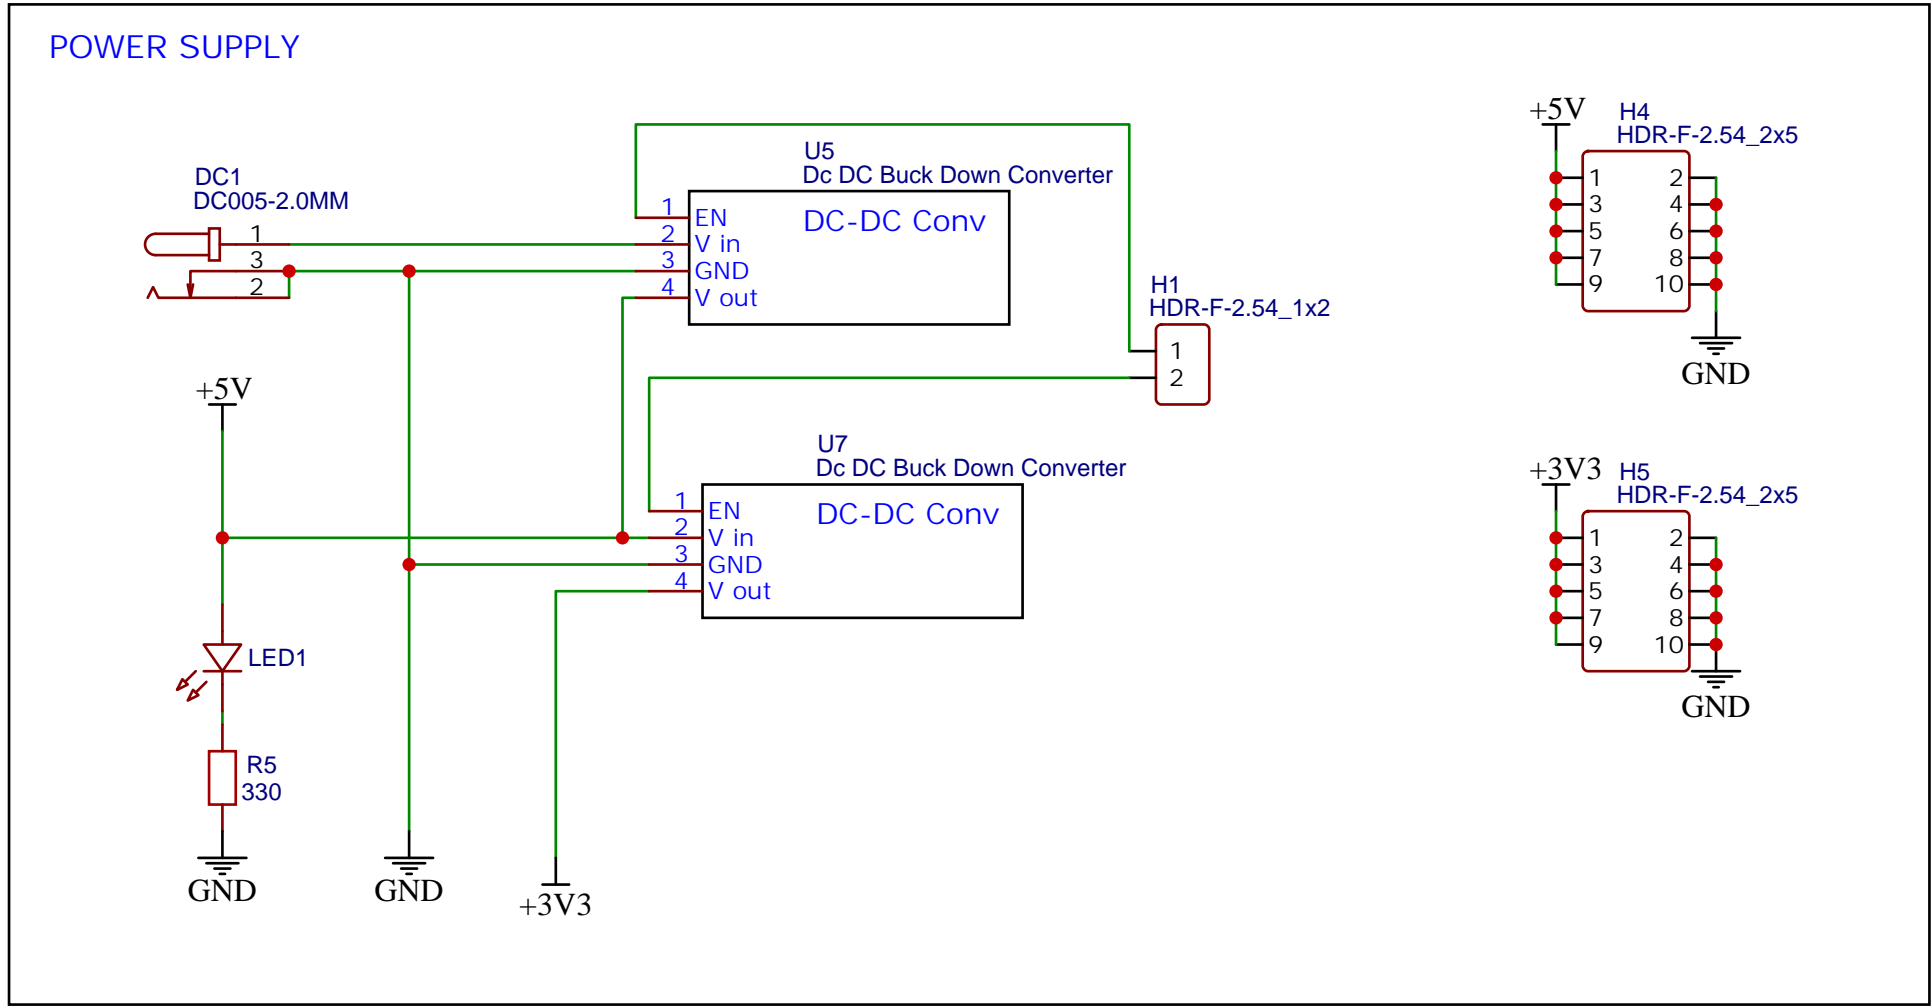 POWER SUPPLY
DC1
DC005-2.0MM
1
3
2
U5
Dc DC Buck Down Converter
DC-DC Conv
1 EN
2 V in
3 GND
4 V out
H1
HDR-F-2.54_1x2
1
2
+5V
H4
HDR-F-2.54_2x5
1 2
3 4
5 6
7 8
9 10
GND
+5V
U7
Dc DC Buck Down Converter
DC-DC Conv
1 EN
2 V in
3 GND
4 V out
+3V3
H5
HDR-F-2.54_2x5
1 2
3 4
5 6
7 8
9 10
GND
LED1
R5
330
GND
GND
+3V3